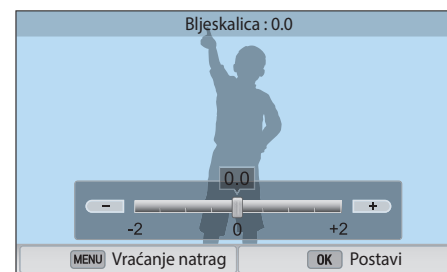 Bljeskalica : 0.0
0.0
− +
-2 0 +2
MENU Vraćanje natrag OK Postavi